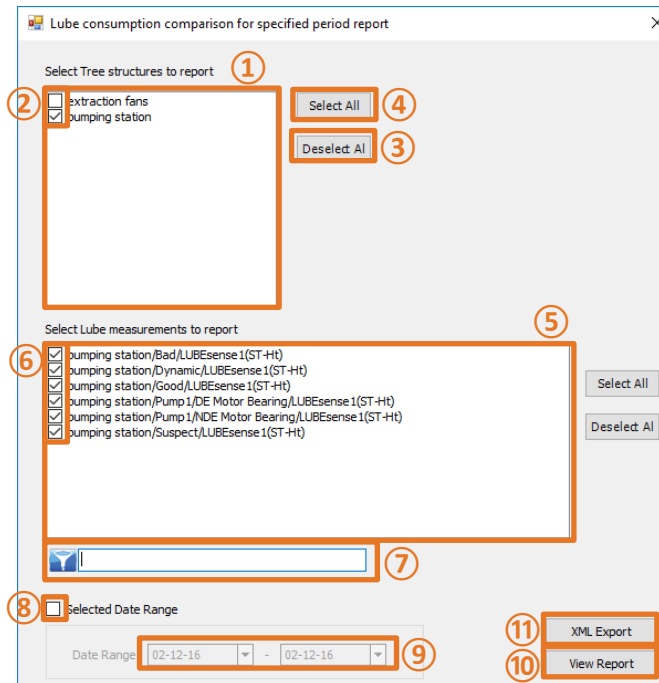 Lube consumption comparison for specified period report
Select Tree structures to report ①
② extraction fans
pumping station
Select All ④
Deselect Al ③
⑤
Select Lube measurements to report
⑥ pumping station/Bad/LUBEsense1(ST-Ht)
pumping station/Dynamic/LUBEsense1(ST-Ht)
pumping station/Good/LUBEsense1(ST-Ht)
pumping station/Pump1/DE Motor Bearing/LUBEsense1(ST-Ht)
pumping station/Pump1/NDE Motor Bearing/LUBEsense1(ST-Ht)
pumping station/Suspect/LUBEsense1(ST-Ht)
Select All
Deselect Al
⑦
⑧ Selected Date Range
Date Range 02-12-16 - 02-12-16 ⑨
⑪ XML Export
⑩ View Report